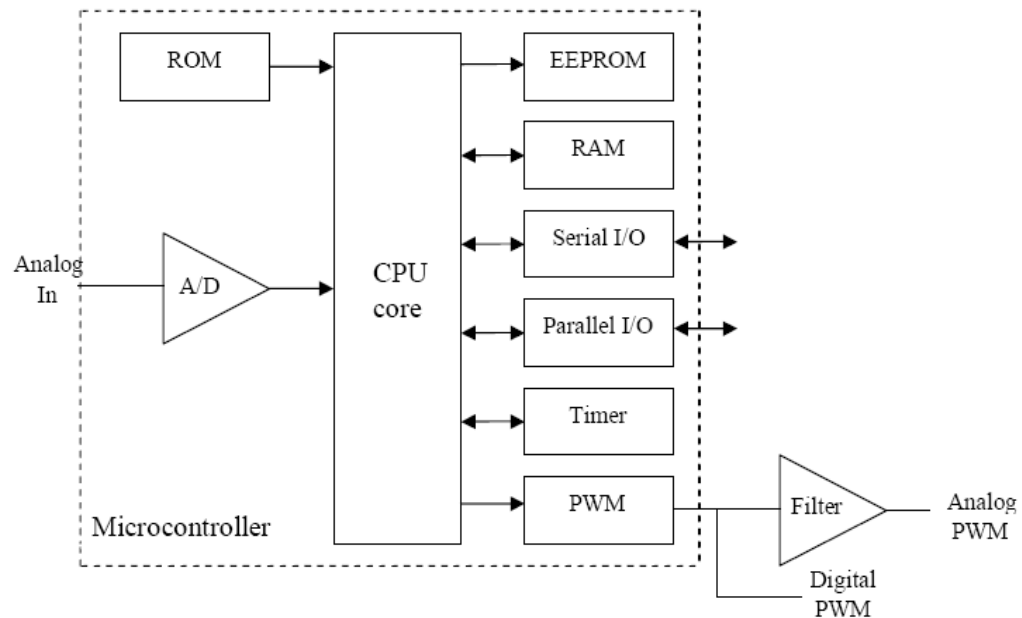 ROM
EEPROM
RAM
Analog
In
A/D
CPU
core
Serial I/O
Parallel I/O
Timer
PWM
Microcontroller
Filter
Analog
PWM
Digital
PWM